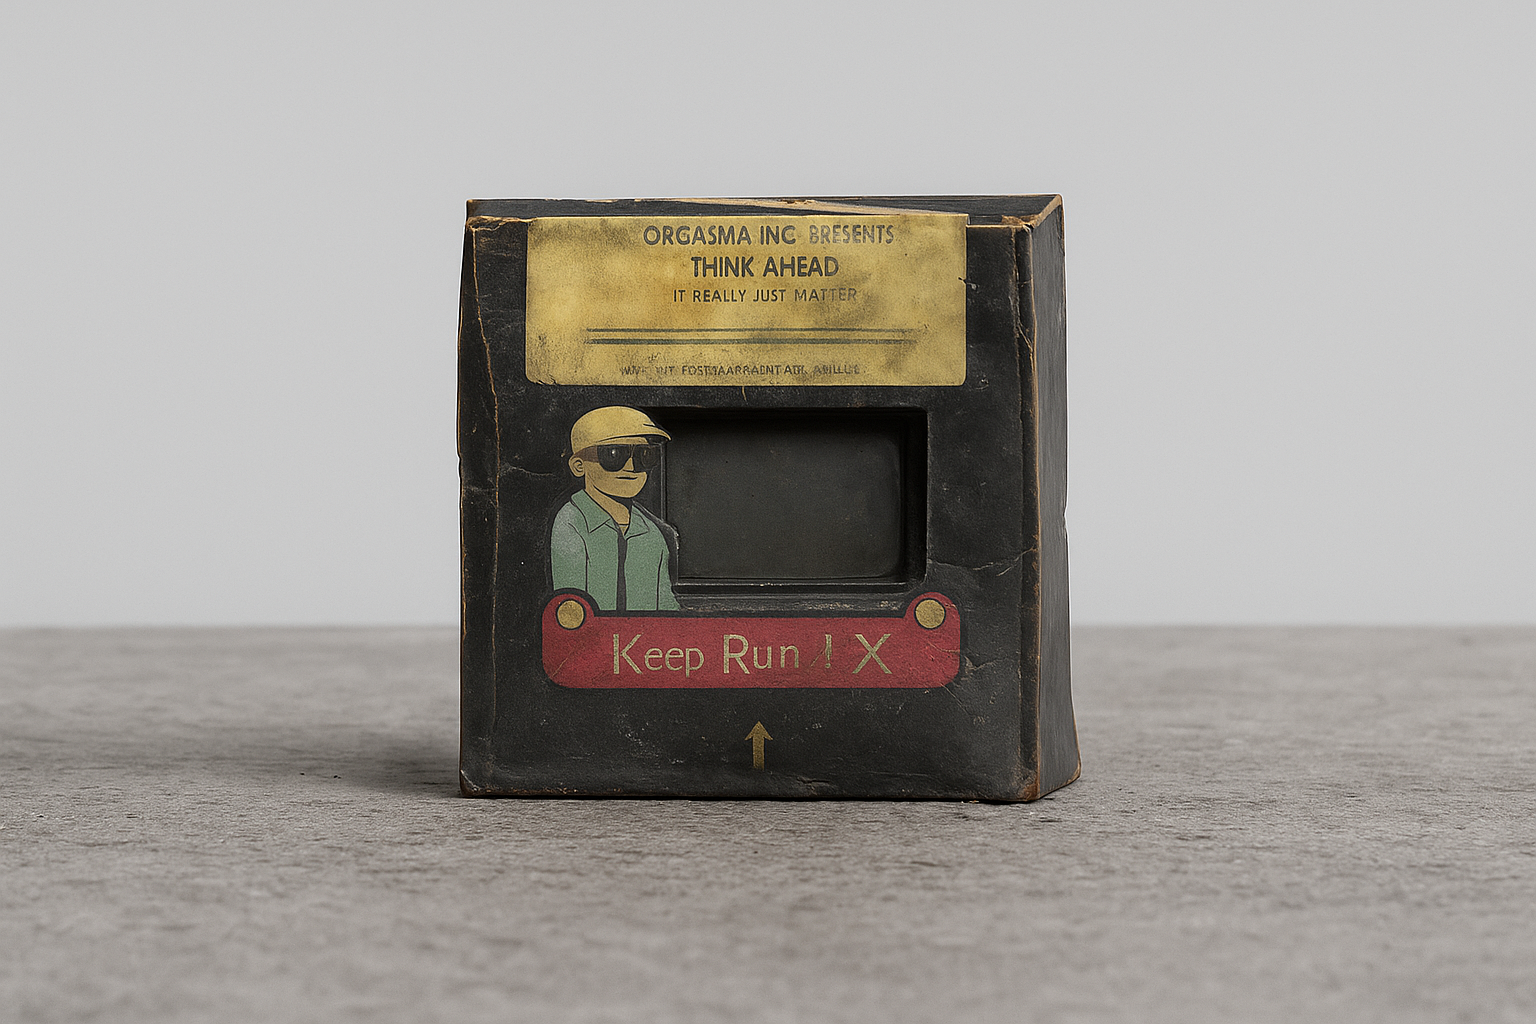 ORGASMA INC BRESENTS
THINK AHEAD
IT REALLY JUST MATTER
Keep Run X